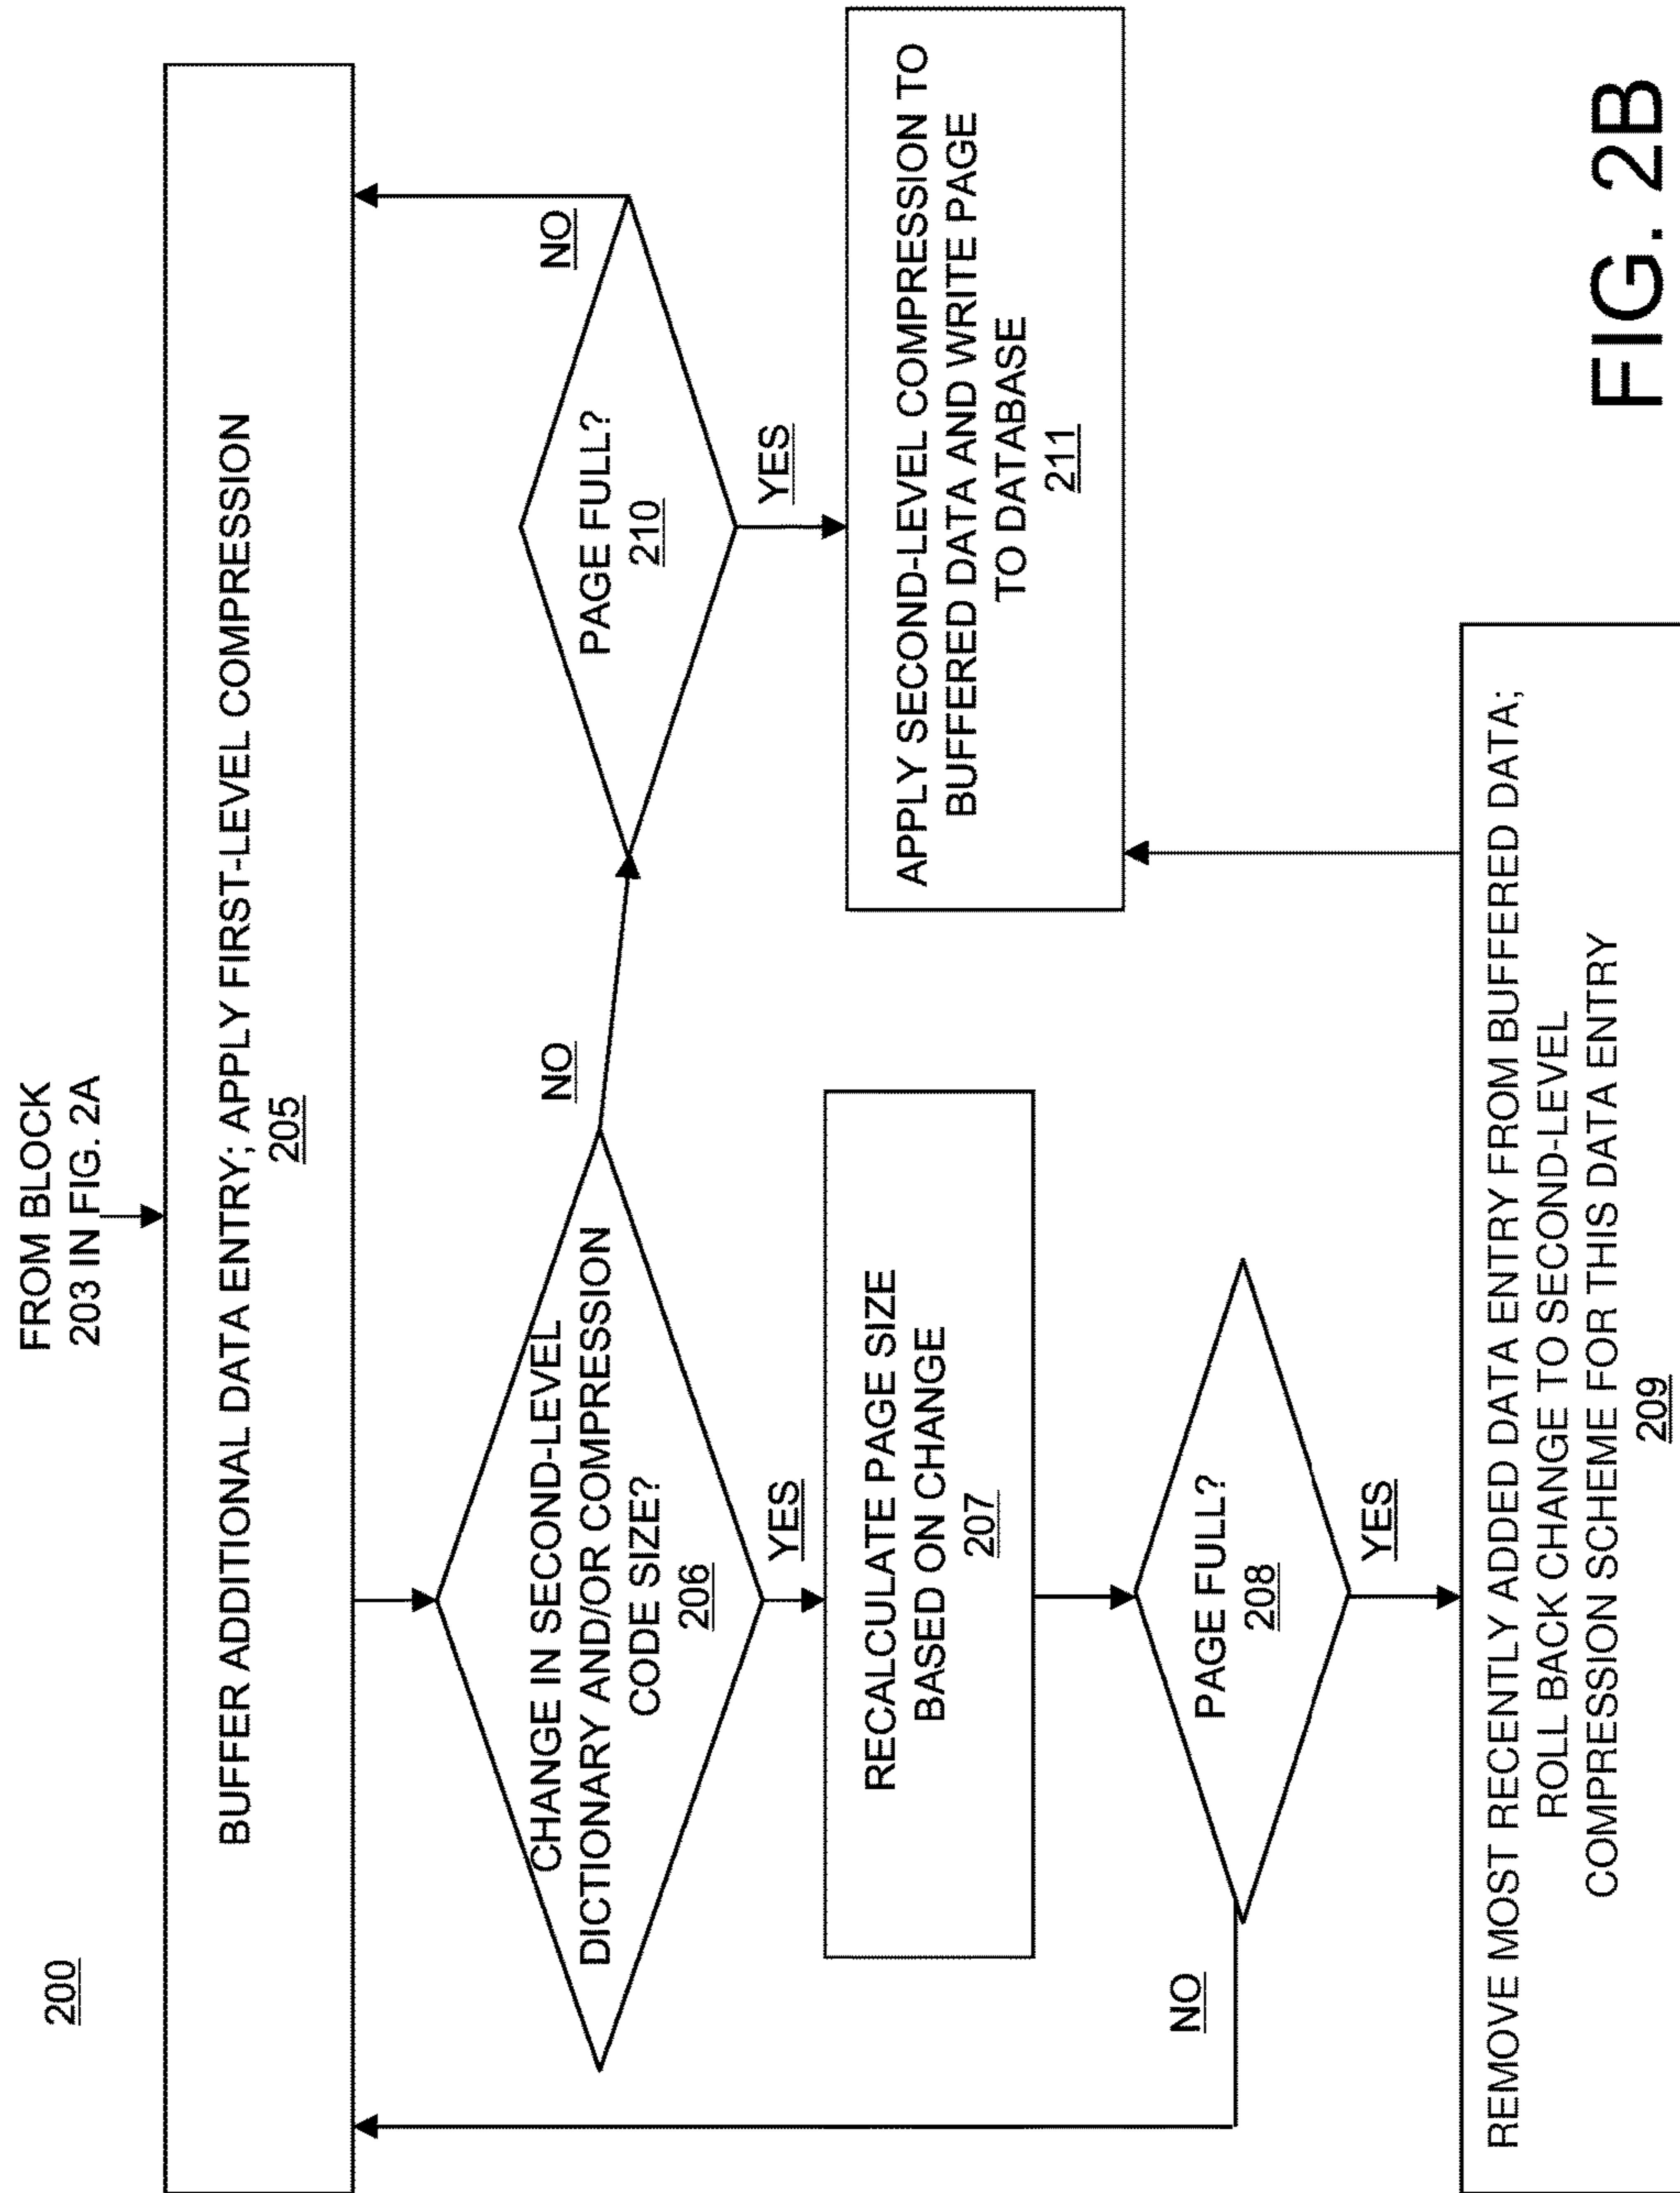 200
FROM BLOCK
203 IN FIG. 2A
BUFFER ADDITIONAL DATA ENTRY; APPLY FIRST-LEVEL COMPRESSION
205
CHANGE IN SECOND-LEVEL
DICTIONARY AND/OR COMPRESSION
CODE SIZE?
206
NO
YES
PAGE FULL?
210
NO
YES
RECALCULATE PAGE SIZE
BASED ON CHANGE
207
APPLY SECOND-LEVEL COMPRESSION TO
BUFFERED DATA AND WRITE PAGE
TO DATABASE
211
PAGE FULL?
208
NO
YES
REMOVE MOST RECENTLY ADDED DATA ENTRY FROM BUFFERED DATA;
ROLL BACK CHANGE TO SECOND-LEVEL
COMPRESSION SCHEME FOR THIS DATA ENTRY
209
FIG. 2B